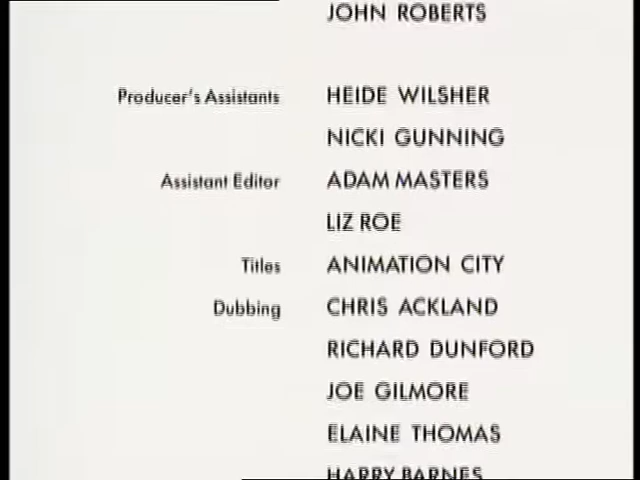 JOHN ROBERTS
Producer's Assistants HEIDE WILSHER
NICKI GUNNING
Assistant Editor ADAM MASTERS
LIZ ROE
Titles ANIMATION CITY
Dubbing CHRIS ACKLAND
RICHARD DUNFORD
JOE GILMORE
ELAINE THOMAS
HARRY BARNES